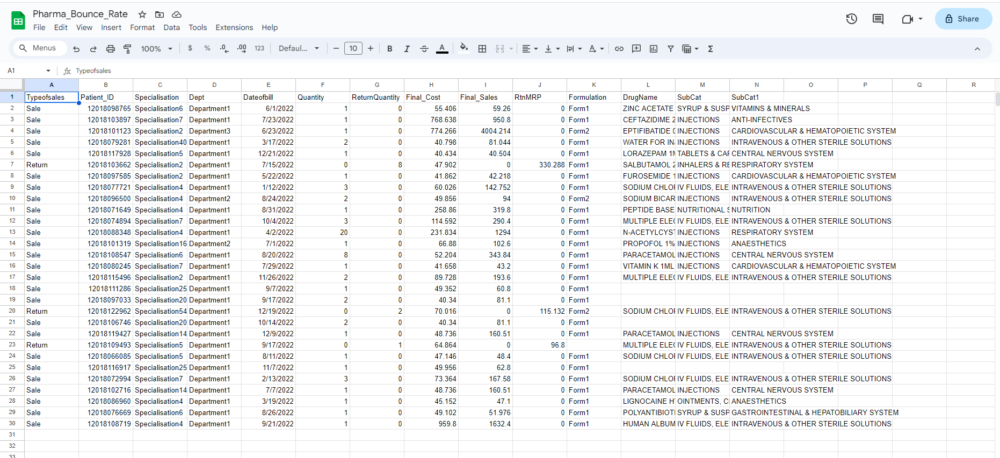 Pharma_Bounce_Rate
File Edit View Insert Format Data Tools Extensions Help
Share
Menus 100% $ % .0 .00 123 Defaul... 10 B I A
A1 fx Typeofsales
A B C D E F G H I J K L M N O P Q R
1 Typeofsales Patient_ID Specialisation Dept Dateofbill Quantity ReturnQuantity Final_Cost Final_Sales RtnMRP Formulation DrugName SubCat SubCat1
2 Sale 12018098765 Specialisation6 Department1 6/1/2022 1 0 55.406 59.26 0 Form1 ZINC ACETATE SYRUP & SUSP VITAMINS & MINERALS
3 Sale 12018103897 Specialisation7 Department1 7/23/2022 1 0 768.638 950.8 0 Form1 CEFTAZIDIME 2 INJECTIONS ANTI-INFECTIVES
4 Sale 12018101123 Specialisation2 Department3 6/23/2022 1 0 774.266 4004.214 0 Form2 EPTIFIBATIDE 0 INJECTIONS CARDIOVASCULAR & HEMATOPOIETIC SYSTEM
5 Sale 12018079281 Specialisation40 Department1 3/17/2022 2 0 40.798 81.044 0 Form1 WATER FOR IN INJECTIONS INTRAVENOUS & OTHER STERILE SOLUTIONS
6 Sale 12018117928 Specialisation5 Department1 12/21/2022 1 0 40.434 40.504 0 Form1 LORAZEPAM 1M TABLETS & CAP CENTRAL NERVOUS SYSTEM
7 Return 12018103662 Specialisation2 Department1 7/15/2022 0 8 47.902 0 330.288 Form1 SALBUTAMOL 2 INHALERS & RE RESPIRATORY SYSTEM
8 Sale 12018097585 Specialisation2 Department1 5/22/2022 1 0 41.862 42.218 0 Form1 FUROSEMIDE 1 INJECTIONS CARDIOVASCULAR & HEMATOPOIETIC SYSTEM
9 Sale 12018077721 Specialisation4 Department1 1/12/2022 3 0 60.026 142.752 0 Form1 SODIUM CHLOR IV FLUIDS, ELE INTRAVENOUS & OTHER STERILE SOLUTIONS
10 Sale 12018096500 Specialisation4 Department2 8/24/2022 2 0 49.856 94 0 Form2 SODIUM BICAR INJECTIONS INTRAVENOUS & OTHER STERILE SOLUTIONS
11 Sale 12018071649 Specialisation4 Department1 8/31/2022 1 0 258.86 319.8 0 Form1 PEPTIDE BASE NUTRITIONAL S NUTRITION
12 Sale 12018074894 Specialisation7 Department1 10/4/2022 3 0 114.592 290.4 0 Form1 MULTIPLE ELEC IV FLUIDS, ELE INTRAVENOUS & OTHER STERILE SOLUTIONS
13 Sale 12018088348 Specialisation4 Department1 4/2/2022 20 0 231.834 1294 0 Form1 N-ACETYLCYST INJECTIONS RESPIRATORY SYSTEM
14 Sale 12018101319 Specialisation16 Department2 7/1/2022 1 0 66.88 102.6 0 Form1 PROPOFOL 1% INJECTIONS ANAESTHETICS
15 Sale 12018108547 Specialisation6 Department1 8/20/2022 8 0 52.204 343.84 0 Form1 PARACETAMOL INJECTIONS CENTRAL NERVOUS SYSTEM
16 Sale 12018080245 Specialisation7 Department1 7/29/2022 1 0 41.658 43.2 0 Form1 VITAMIN K 1ML INJECTIONS CARDIOVASCULAR & HEMATOPOIETIC SYSTEM
17 Sale 12018115496 Specialisation2 Department1 11/26/2022 2 0 89.728 193.6 0 Form1 MULTIPLE ELEC IV FLUIDS, ELE INTRAVENOUS & OTHER STERILE SOLUTIONS
18 Sale 12018111286 Specialisation25 Department1 9/7/2022 1 0 49.352 60.8 0 Form1
19 Sale 12018097033 Specialisation20 Department1 9/17/2022 2 0 40.34 81.1 0 Form1
20 Return 12018122962 Specialisation54 Department1 12/19/2022 0 2 70.016 0 115.132 Form2 SODIUM CHLOR IV FLUIDS, ELE INTRAVENOUS & OTHER STERILE SOLUTIONS
21 Sale 12018106746 Specialisation20 Department1 10/14/2022 2 0 40.34 81.1 0 Form1
22 Sale 12018119427 Specialisation14 Department1 12/9/2022 1 0 48.736 160.51 0 Form1 PARACETAMOL INJECTIONS CENTRAL NERVOUS SYSTEM
23 Return 12018109493 Specialisation5 Department1 9/17/2022 0 1 64.864 0 96.8 MULTIPLE ELEC IV FLUIDS, ELE INTRAVENOUS & OTHER STERILE SOLUTIONS
24 Sale 12018066085 Specialisation5 Department1 8/11/2022 1 0 47.146 48.4 0 Form1 SODIUM CHLOR IV FLUIDS, ELE INTRAVENOUS & OTHER STERILE SOLUTIONS
25 Sale 12018116917 Specialisation25 Department1 11/7/2022 1 0 49.956 62.8 0 Form1
26 Sale 12018072994 Specialisation7 Department1 2/13/2022 3 0 73.364 167.58 0 Form1 SODIUM CHLOR IV FLUIDS, ELE INTRAVENOUS & OTHER STERILE SOLUTIONS
27 Sale 12018102716 Specialisation14 Department1 7/7/2022 1 0 48.736 160.51 0 Form1 PARACETAMOL INJECTIONS CENTRAL NERVOUS SYSTEM
28 Sale 12018086960 Specialisation4 Department1 3/19/2022 1 0 45.152 47.1 0 Form1 LIGNOCAINE H OINTMENTS, C ANAESTHETICS
29 Sale 12018076669 Specialisation6 Department1 8/26/2022 1 0 49.102 51.976 0 Form1 POLYANTIBIOTI SYRUP & SUSP GASTROINTESTINAL & HEPATOBILIARY SYSTEM
30 Sale 12018108719 Specialisation4 Department1 9/21/2022 1 0 959.8 1632.4 0 Form1 HUMAN ALBUM IV FLUIDS, ELE INTRAVENOUS & OTHER STERILE SOLUTIONS
31
32
33